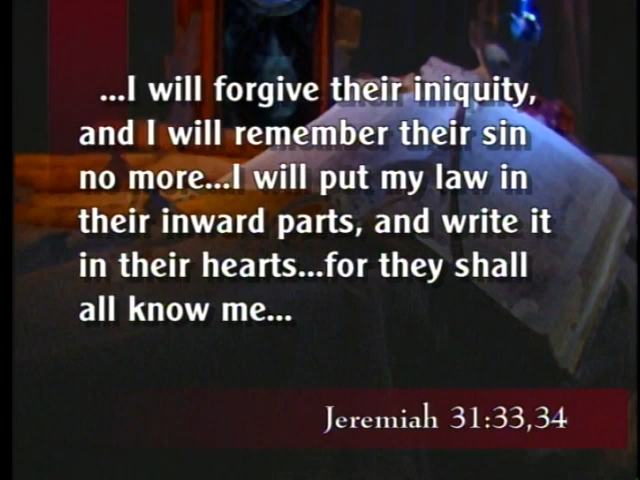 ...I will forgive their iniquity,
and I will remember their sin
no more...I will put my law in
their inward parts, and write it
in their hearts...for they shall
all know me...
Jeremiah 31:33,34